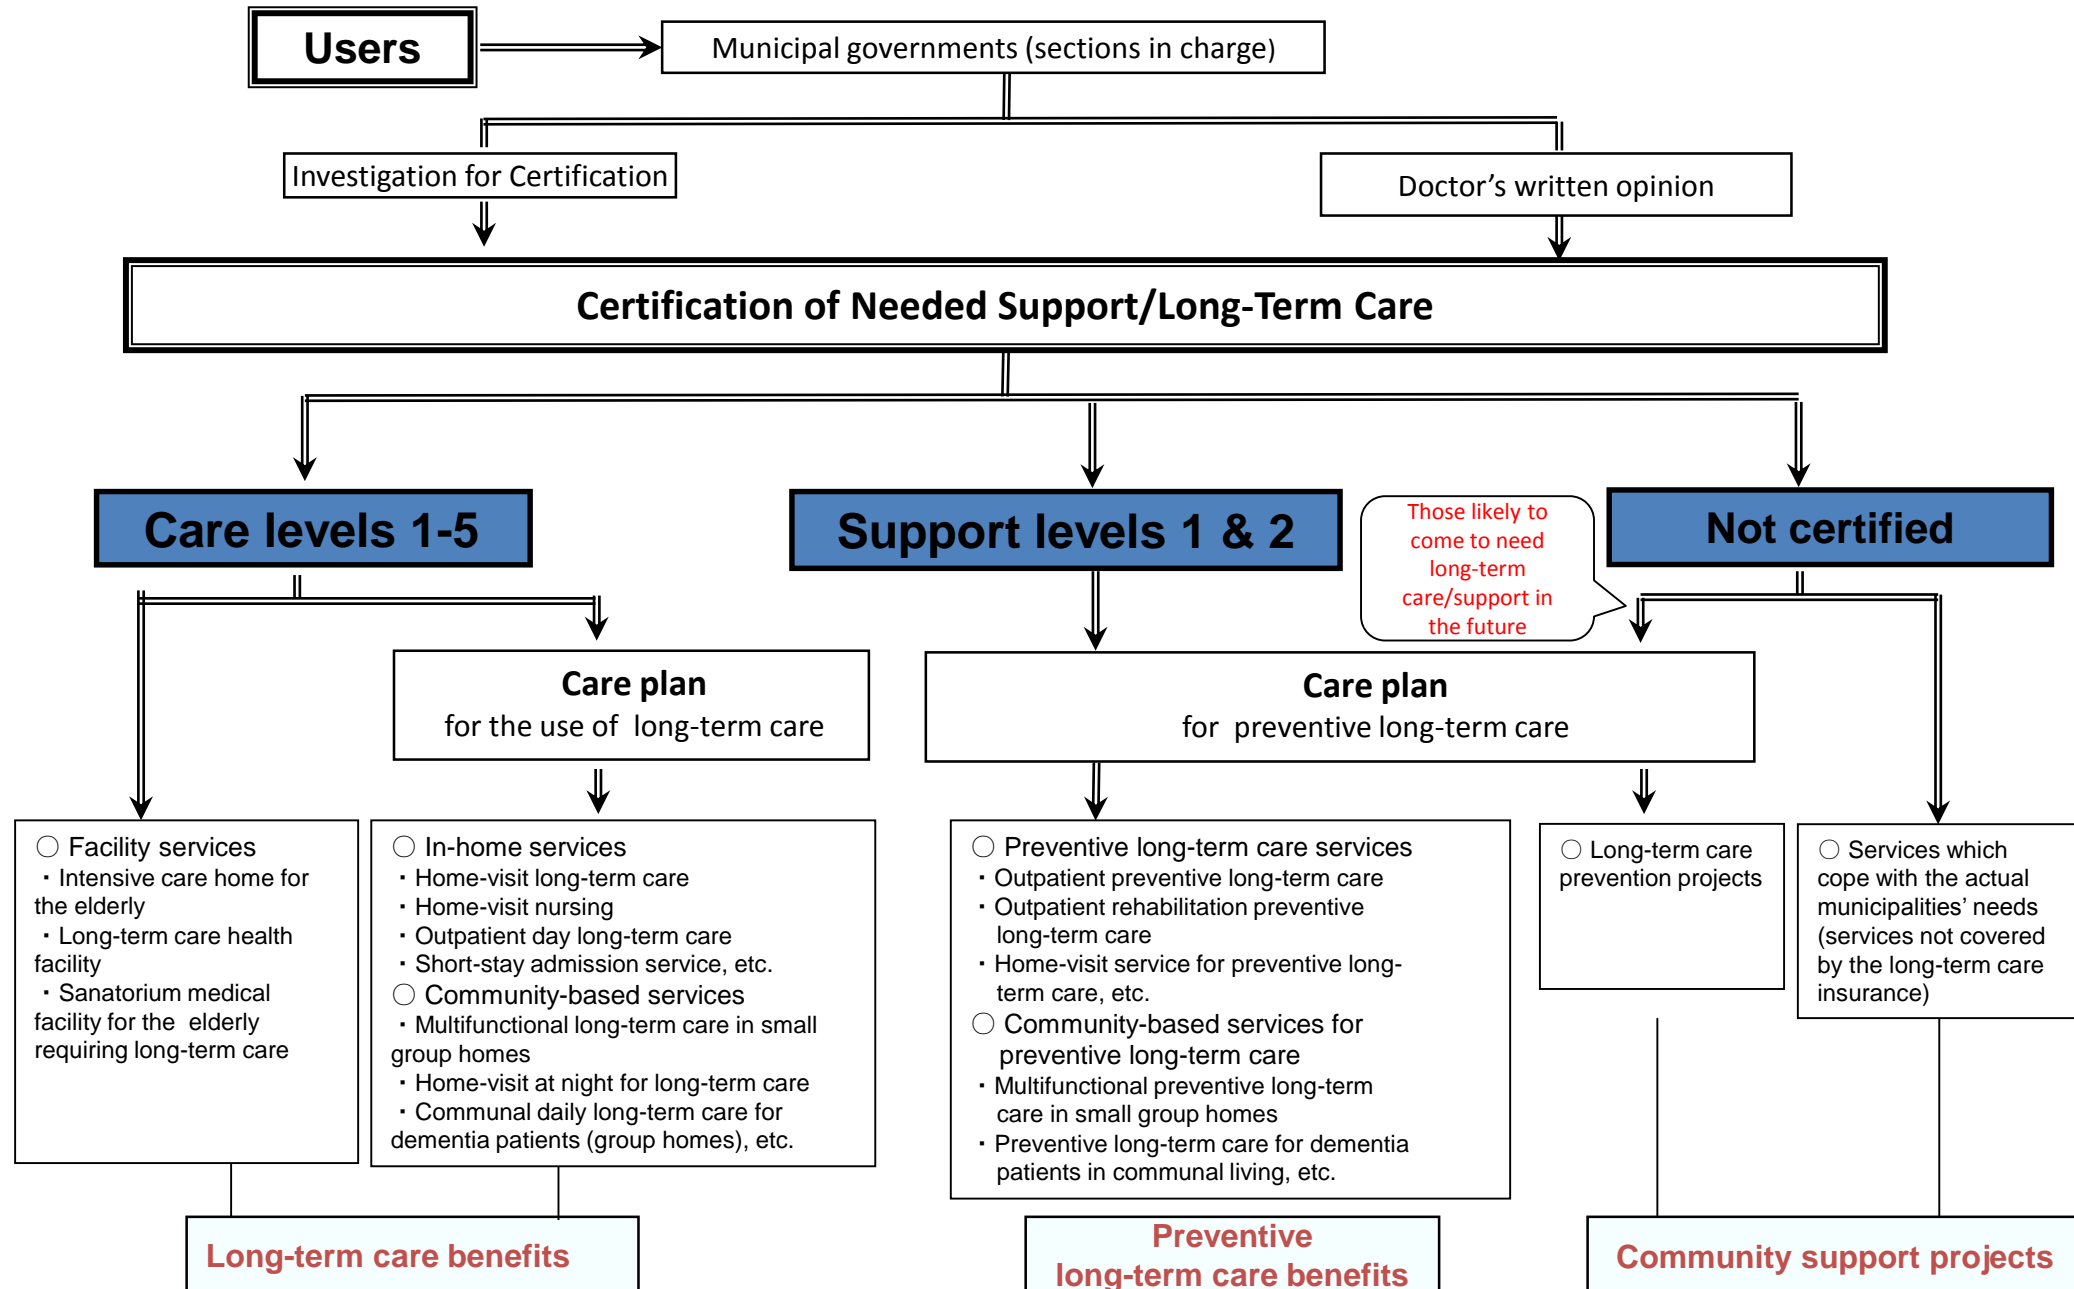 Users
Municipal governments (sections in charge)
Investigation for Certification
Doctor’s written opinion
Certification of Needed Support/Long-Term Care
Care levels 1-5
Support levels 1 & 2
Those likely to
come to need
long-term
care/support in
the future
Not certified
Care plan
for the use of long-term care
Care plan
for preventive long-term care
○ Facility services
・Intensive care home for
the elderly
・Long-term care health
facility
・Sanatorium medical
facility for the elderly
requiring long-term care
○ In-home services
・Home-visit long-term care
・Home-visit nursing
・Outpatient day long-term care
・Short-stay admission service, etc.
○ Community-based services
・Multifunctional long-term care in small
group homes
・Home-visit at night for long-term care
・Communal daily long-term care for
dementia patients (group homes), etc.
○ Preventive long-term care services
・Outpatient preventive long-term care
・Outpatient rehabilitation preventive
long-term care
・Home-visit service for preventive long-
term care, etc.
○ Community-based services for
preventive long-term care
・Multifunctional preventive long-term
care in small group homes
・Preventive long-term care for dementia
patients in communal living, etc.
○ Long-term care
prevention projects
○ Services which
cope with the actual
municipalities’ needs
(services not covered
by the long-term care
insurance)
Long-term care benefits
Preventive
long-term care benefits
Community support projects